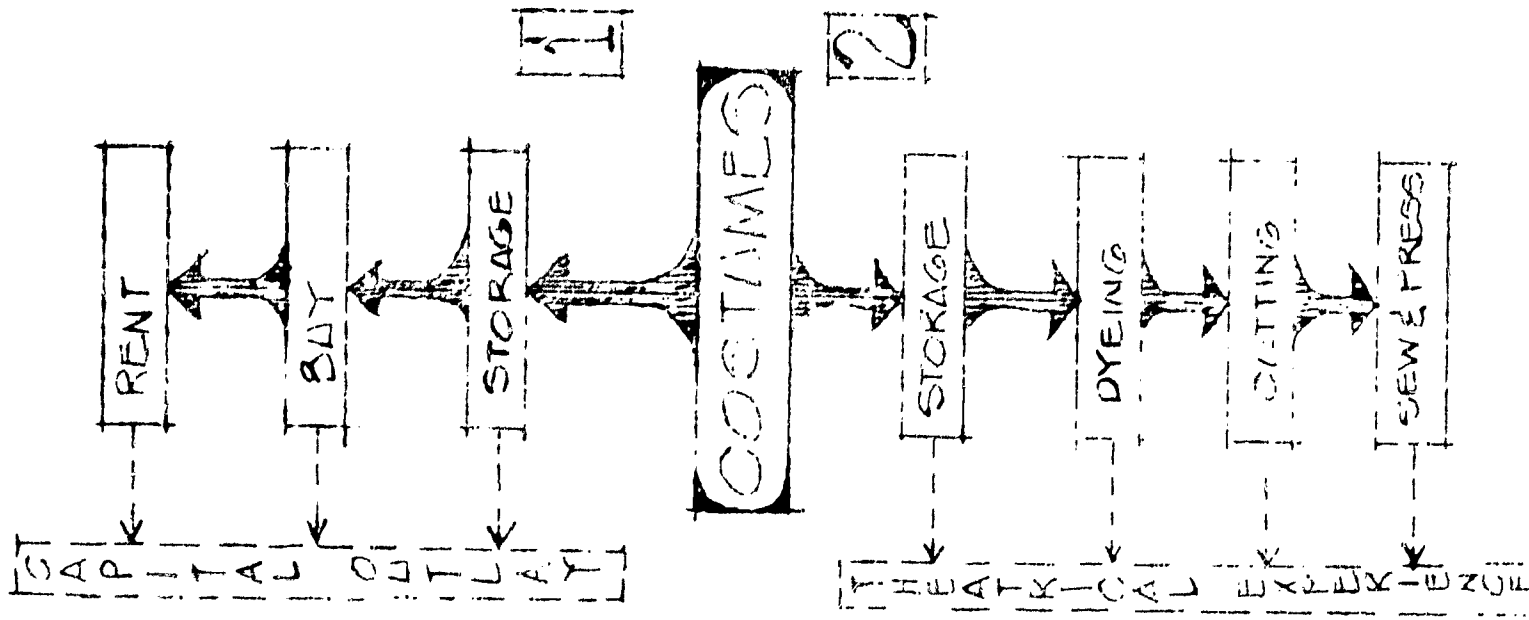 1
2
RENT
BUY
STORAGE
COSTUMES
STORAGE
DYEING
CUTTING
SEW & PRESS
CAPITAL OUTLAY
THEATRICAL EXPERIENCE